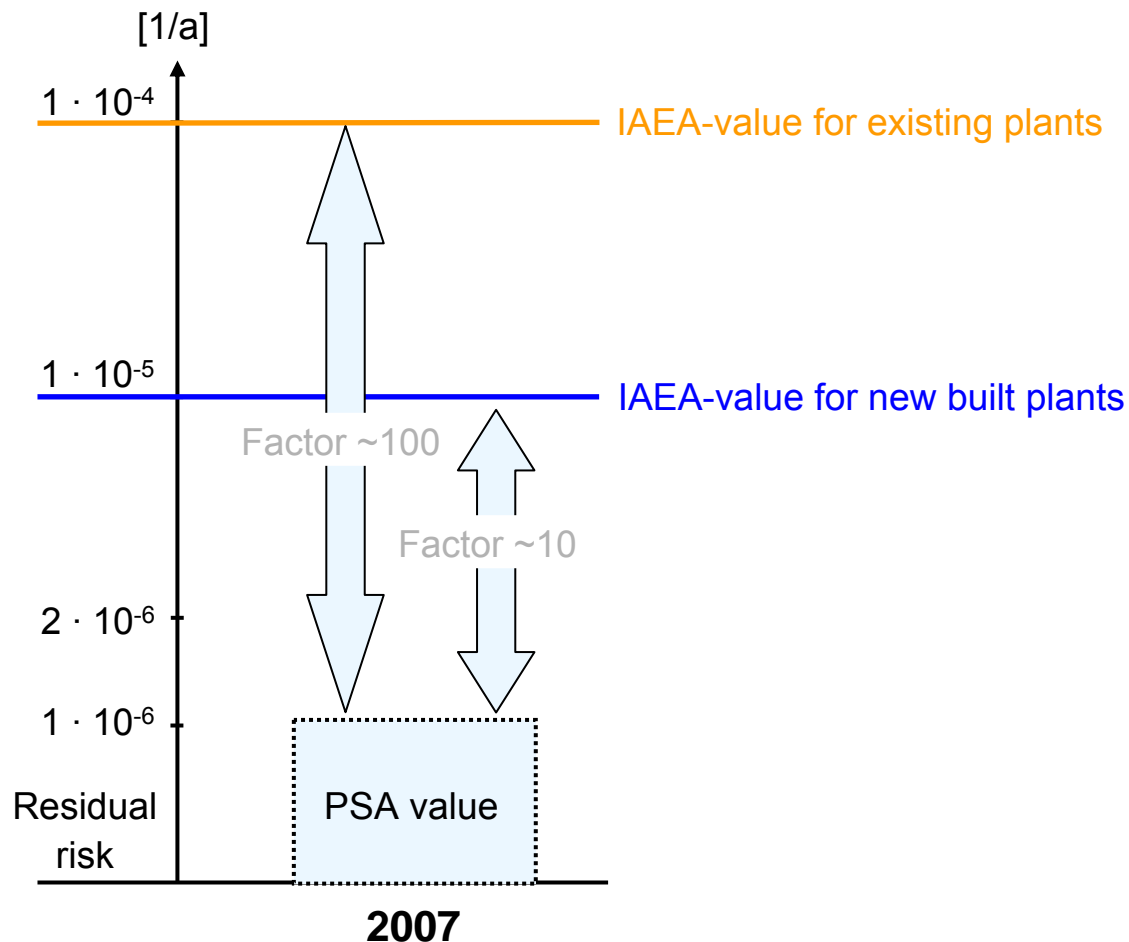 [1/a]
1 · 10⁻⁴
IAEA-value for existing plants
1 · 10⁻⁵
IAEA-value for new built plants
Factor ~100
Factor ~10
2 · 10⁻⁶
1 · 10⁻⁶
Residual
risk
PSA value
2007